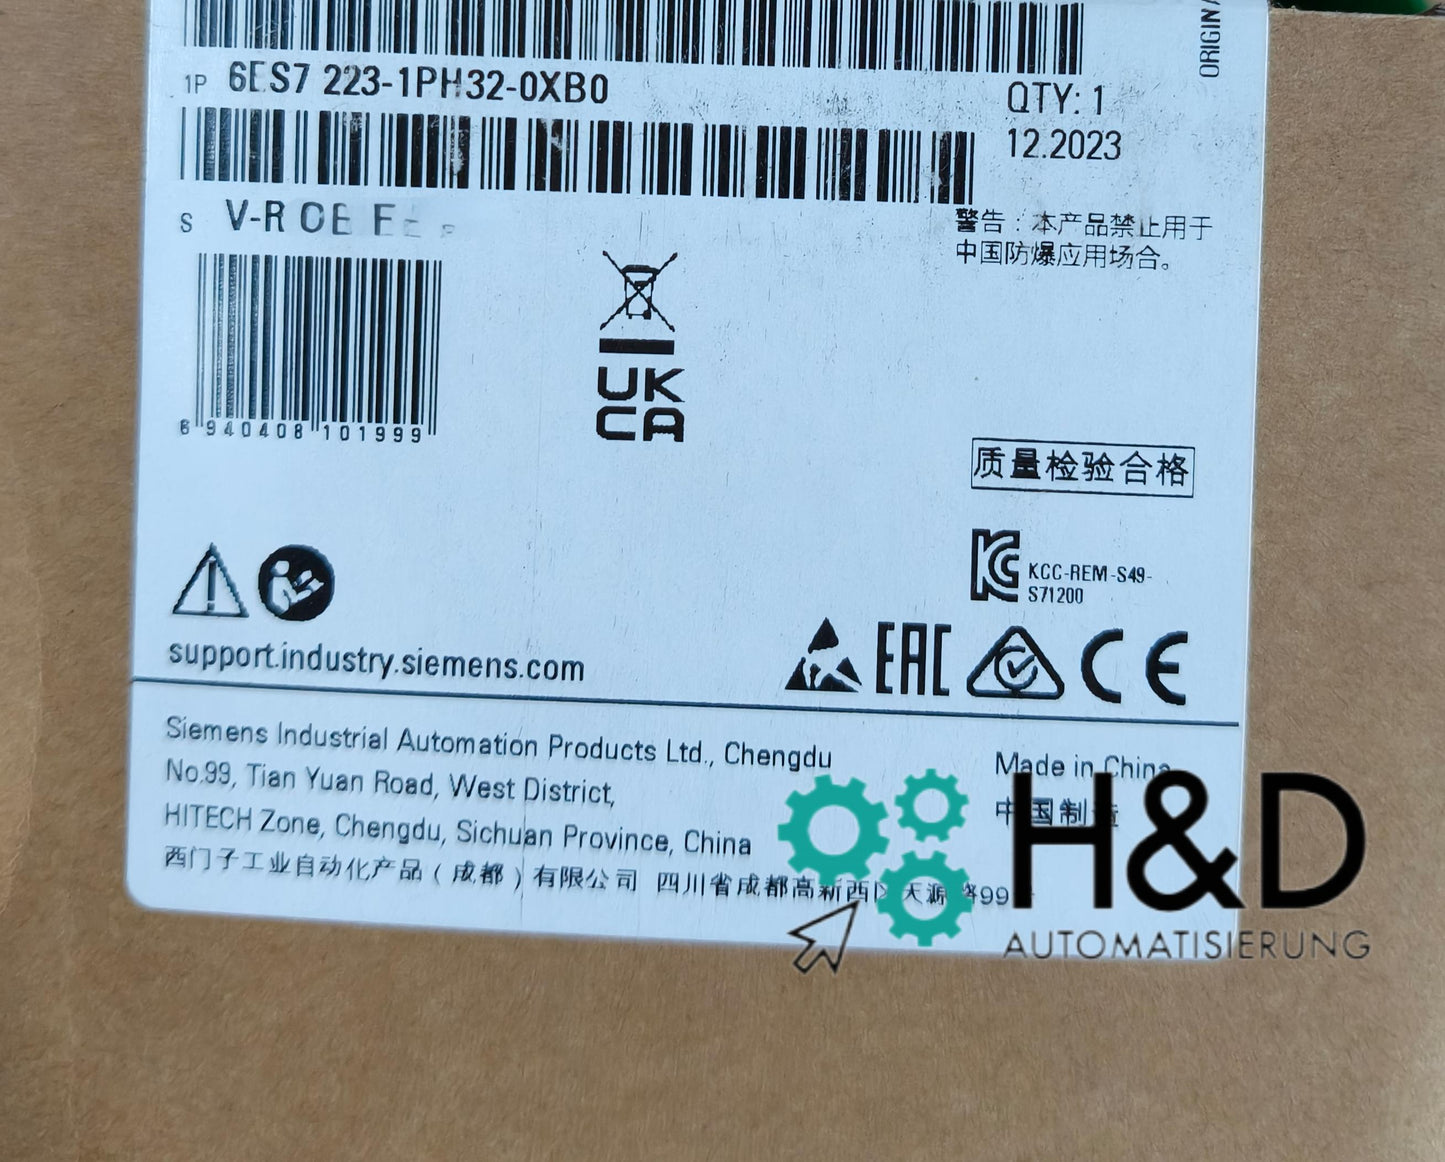 ORIGINA
1P 6ES7 223-1PH32-0XB0
QTY: 1
12.2023
S V-R
警告：本产品禁止用于
中国防爆应用场合。
6 940408 101999
UK
CA
质量检验合格
KCC-REM-S49-
S71200
support.industry.siemens.com
EAC
CE
Siemens Industrial Automation Products Ltd., Chengdu
No.99, Tian Yuan Road, West District,
HITECH Zone, Chengdu, Sichuan Province, China
西门子工业自动化产品（成都）有限公司 四川省成都高新西区天源路99号
Made in China
中国制造
H&D
AUTOMATISIERUNG